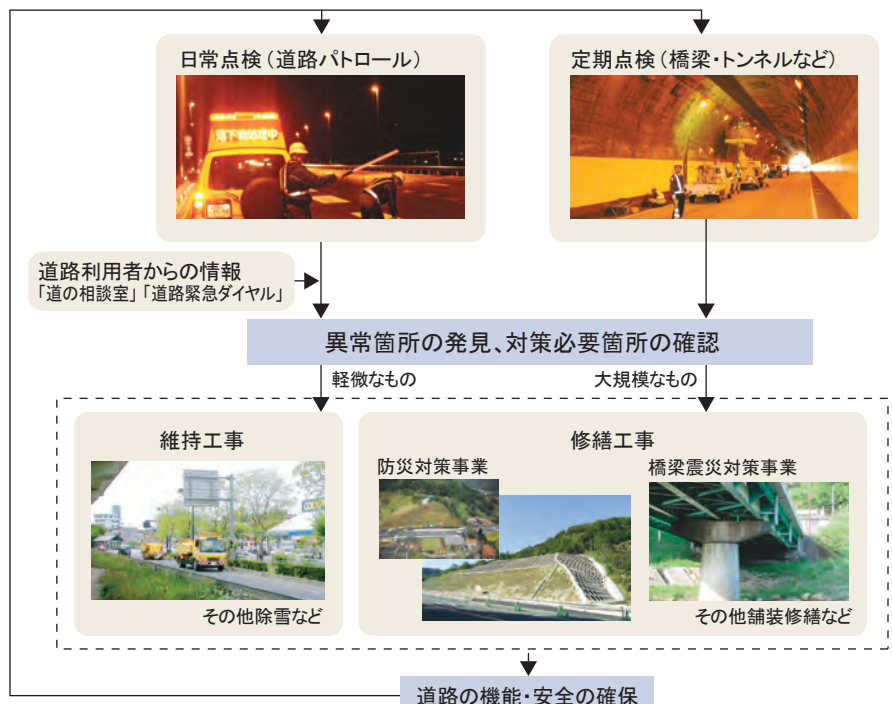 日常点検（道路パトロール）
定期点検（橋梁・トンネルなど）
落下物処理中
道路利用者からの情報
「道の相談室」「道路緊急ダイヤル」
異常箇所の発見、対策必要箇所の確認
軽微なもの
大規模なもの
維持工事
その他除雪など
修繕工事
防災対策事業
橋梁震災対策事業
その他舗装修繕など
道路の機能・安全の確保